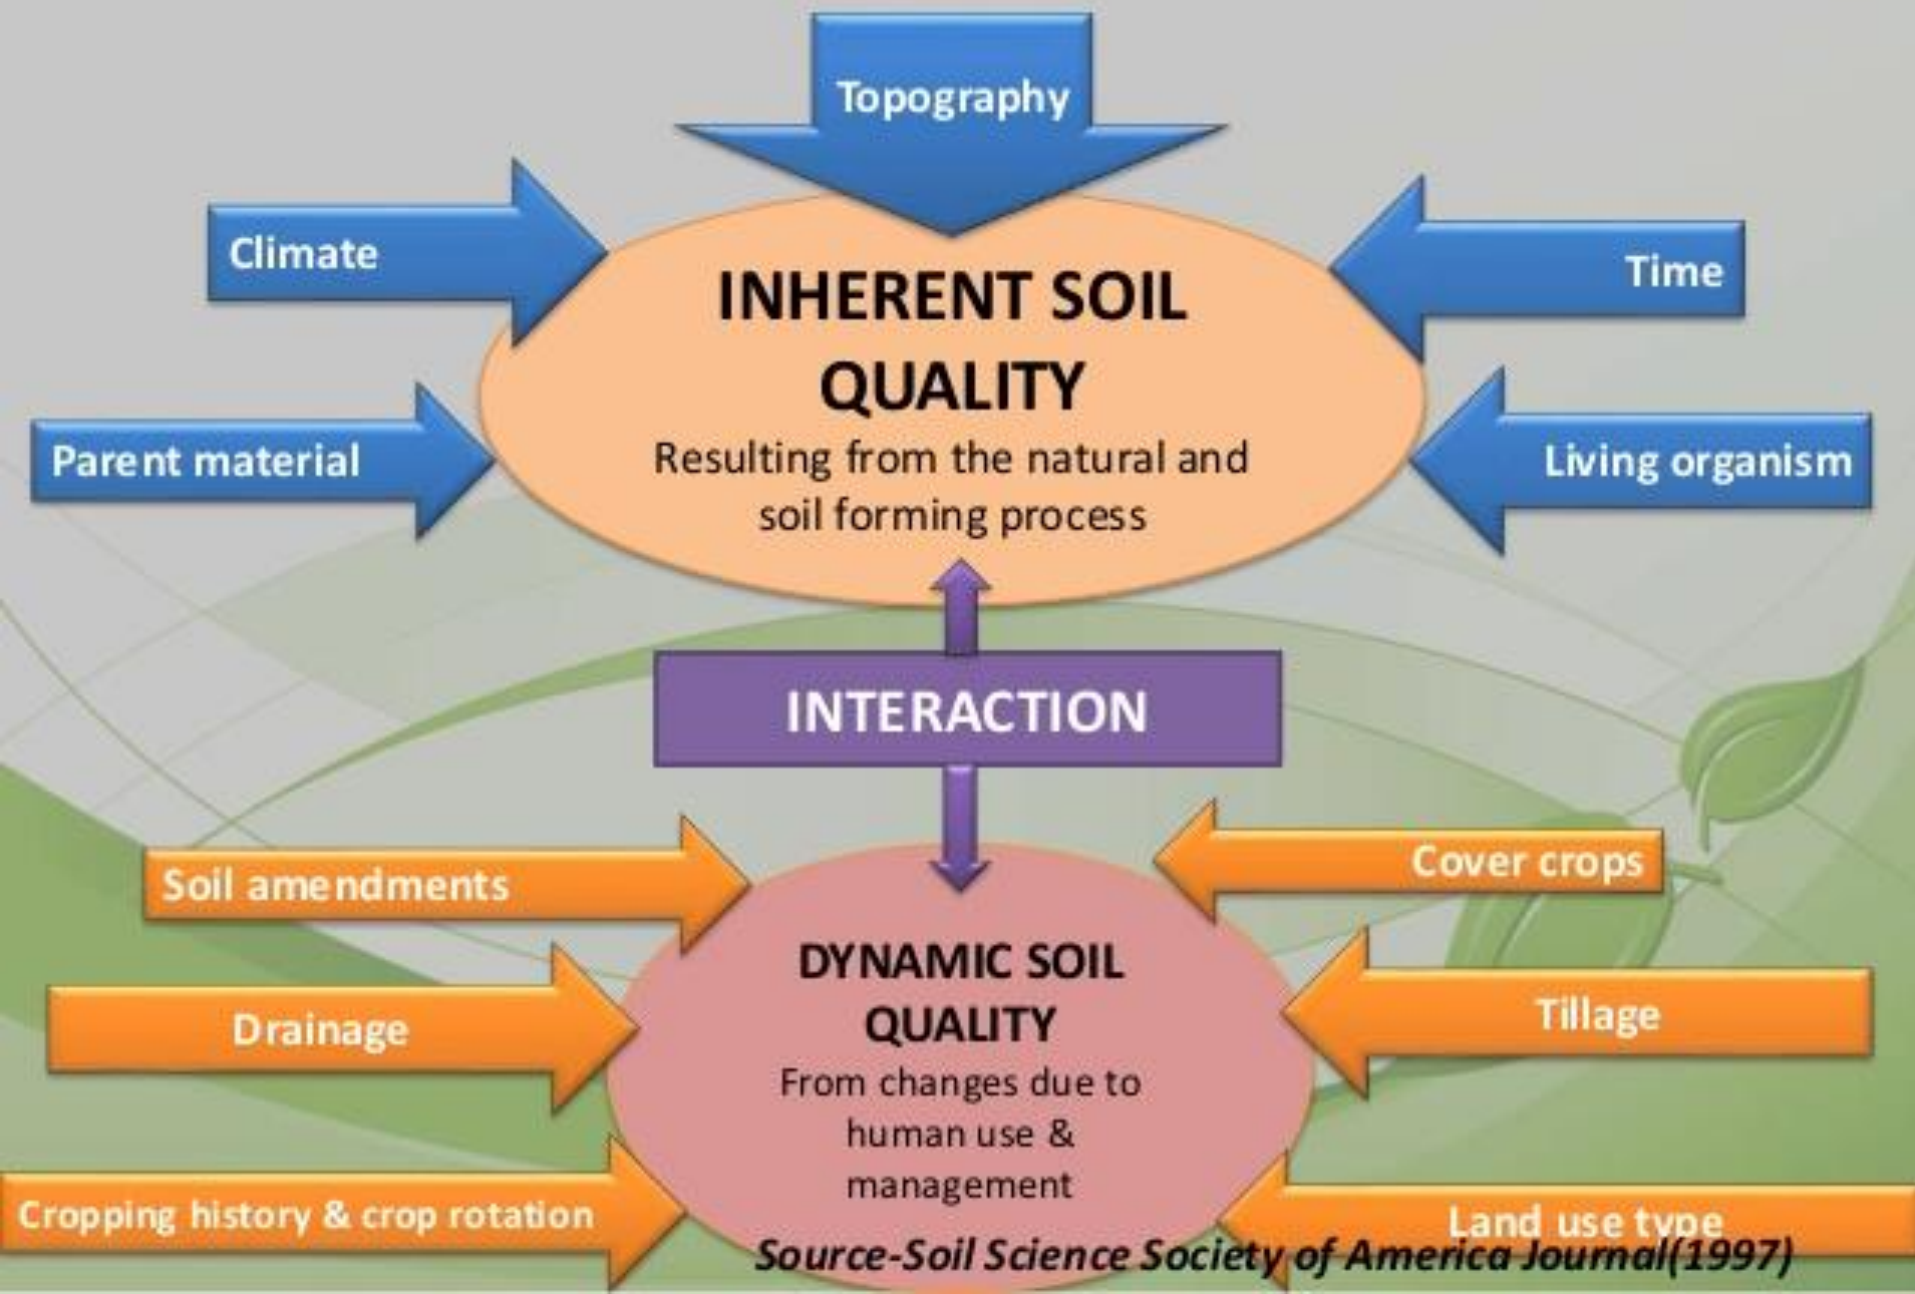 Topography
Climate
Time
INHERENT SOIL
QUALITY
Resulting from the natural and
soil forming process
Parent material
Living organism
INTERACTION
Soil amendments
Cover crops
DYNAMIC SOIL
QUALITY
From changes due to
human use &
management
Drainage
Tillage
Cropping history & crop rotation
Land use type
Source-Soil Science Society of America Journal(1997)